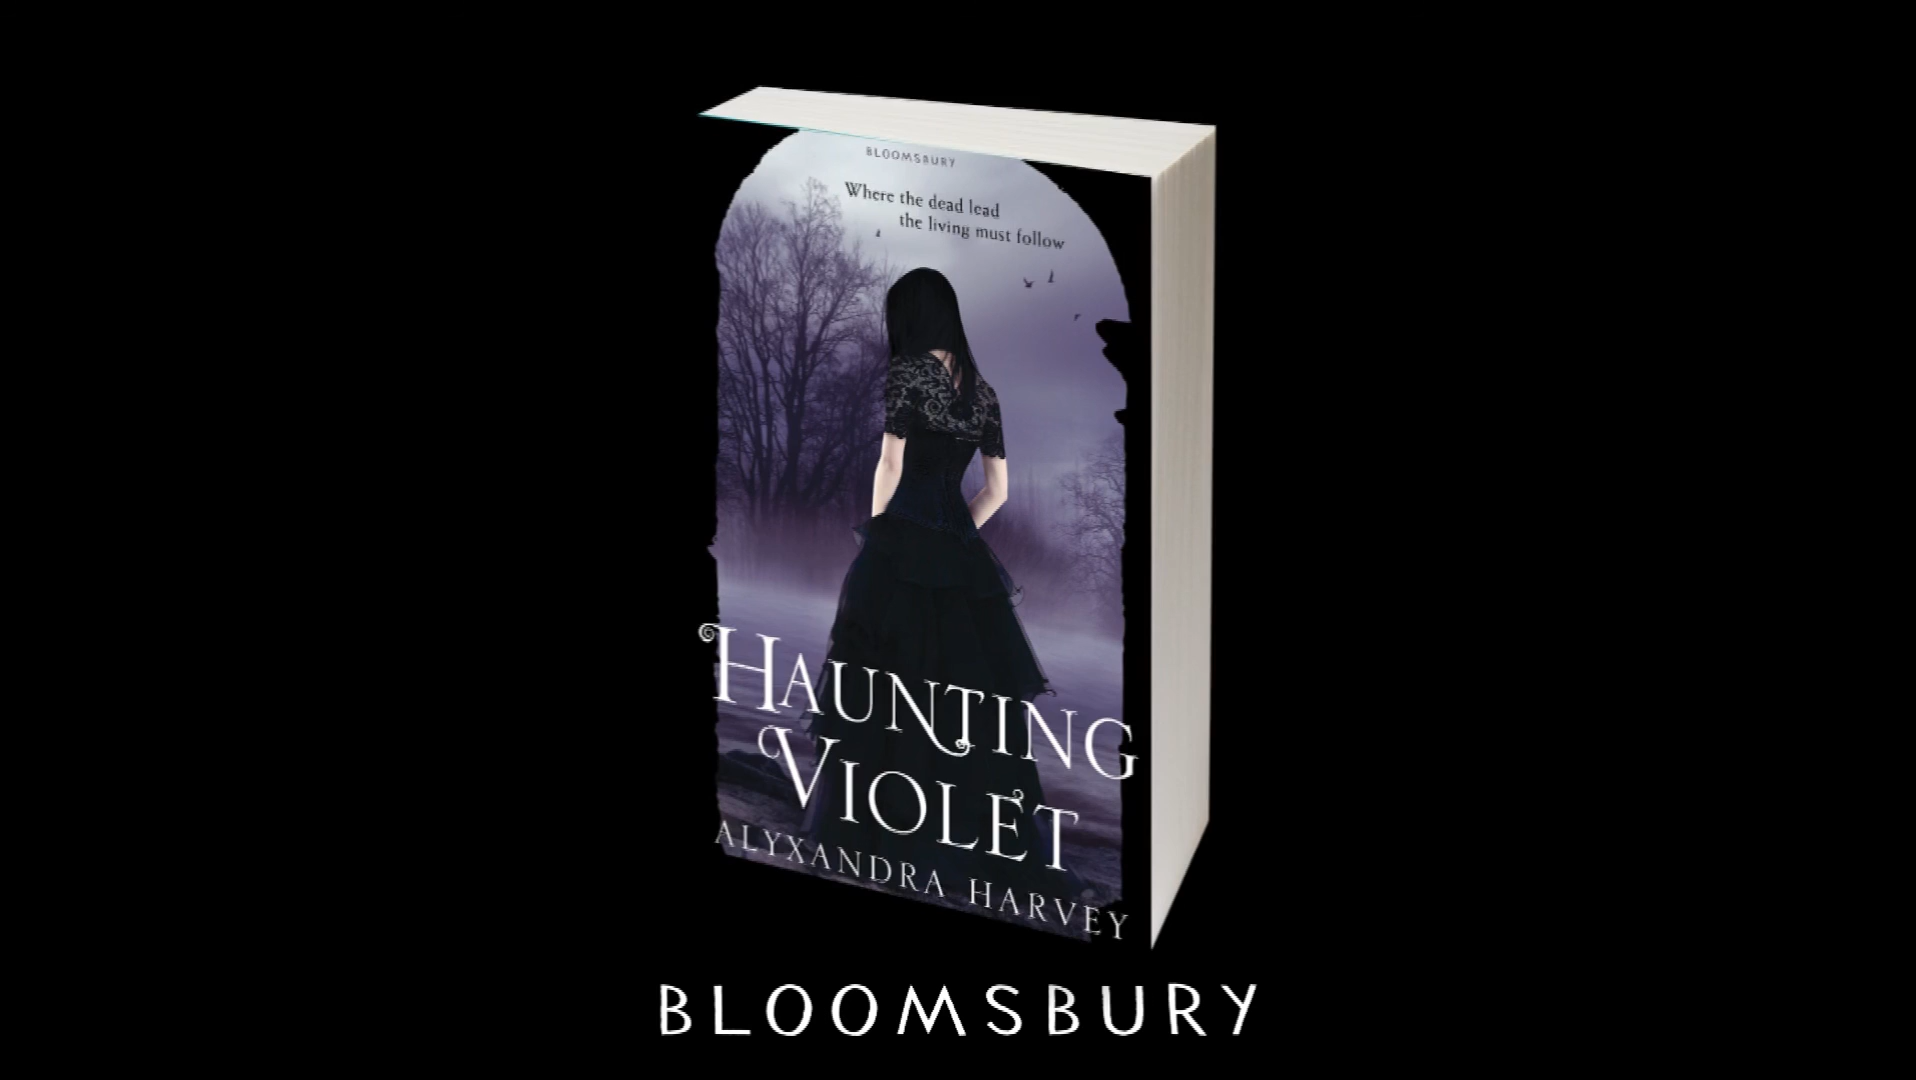 BLOOMSBURY
Where the dead lead
the living must follow
HAUNTING
VIOLET
ALYXANDRA HARVEY
BLOOMSBURY